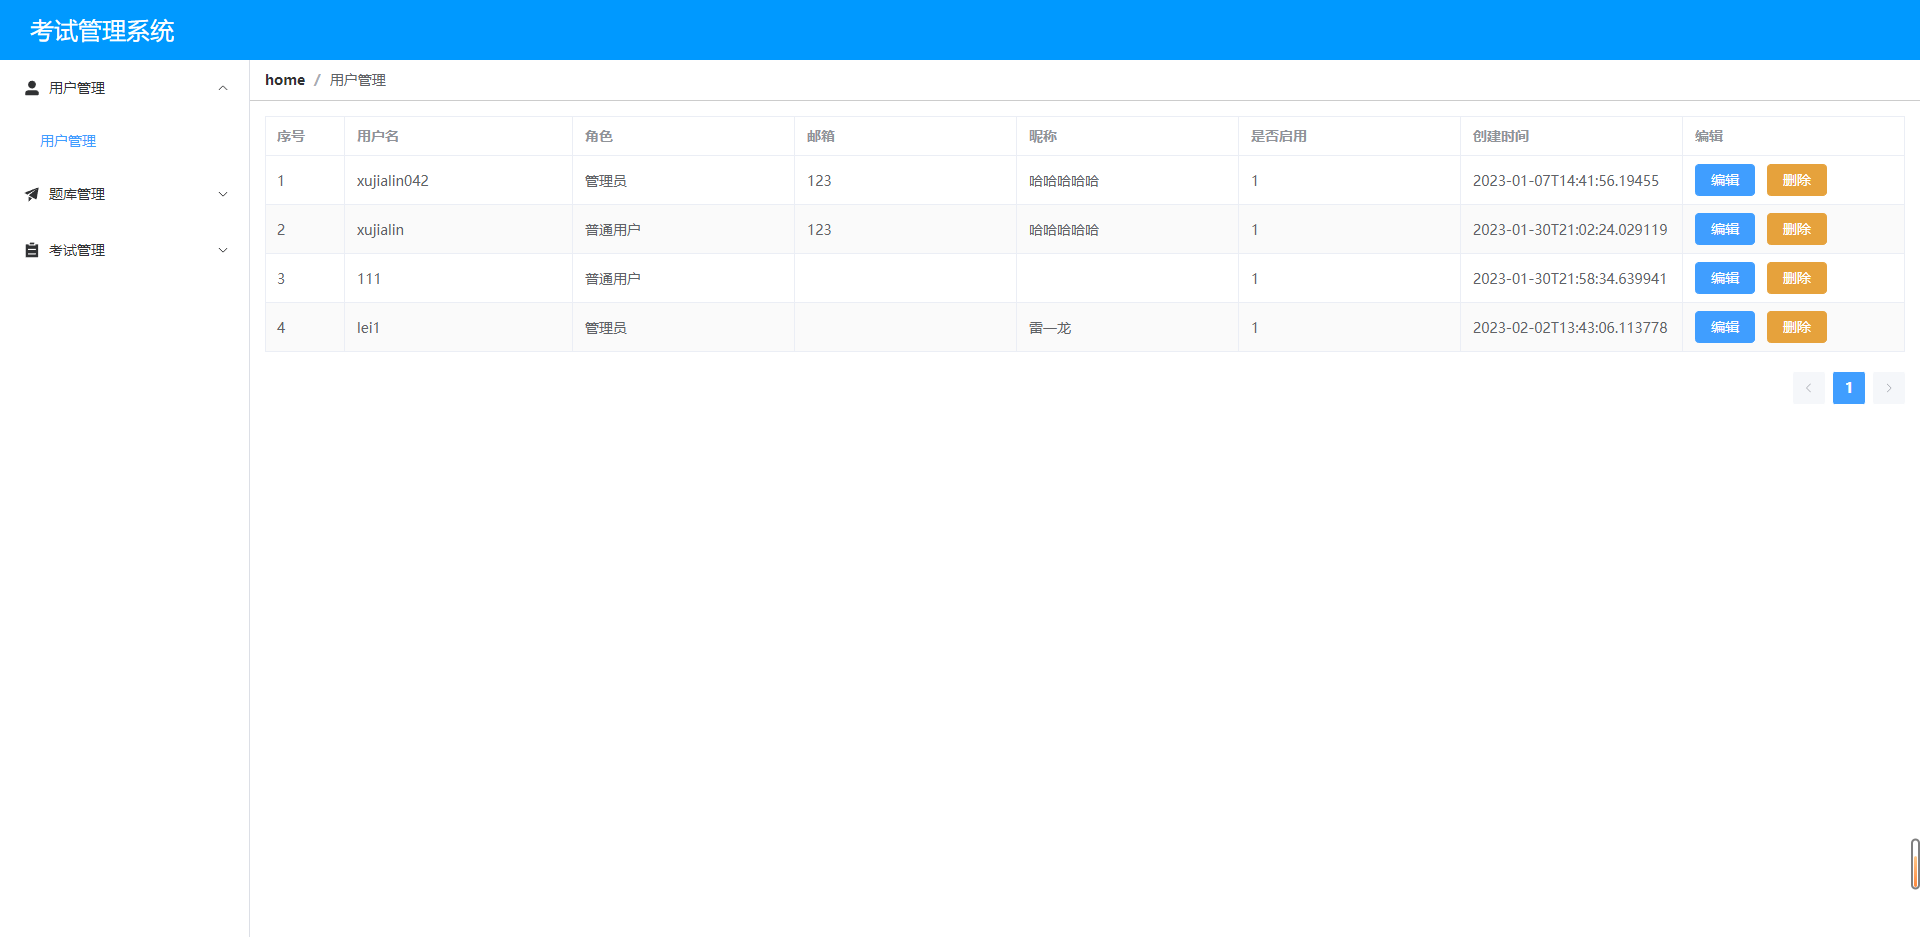 考试管理系统
用户管理
用户管理
题库管理
考试管理
home / 用户管理
序号 用户名 角色 邮箱 昵称 是否启用 创建时间 编辑
1 xujialin042 管理员 123 哈哈哈哈哈 1 2023-01-07T14:41:56.19455 编辑 删除
2 xujialin 普通用户 123 哈哈哈哈哈 1 2023-01-30T21:02:24.029119 编辑 删除
3 111 普通用户 1 2023-01-30T21:58:34.639941 编辑 删除
4 lei1 管理员 雷一龙 1 2023-02-02T13:43:06.113778 编辑 删除
1